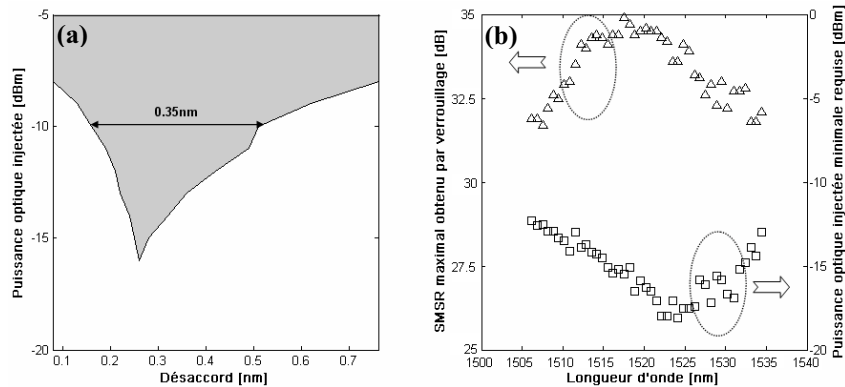 (a)
Puissance optique injectée [dBm]
-5
-10
-15
-20
0.35nm
0.1 0.2 0.3 0.4 0.5 0.6 0.7
Désaccord [nm]
(b)
SMSR maximal obtenu par verrouillage [dB]
35
32.5
30
27.5
25
1500 1505 1510 1515 1520 1525 1530 1535 1540
Longueur d'onde [nm]
0
-5
-10
-15
-20
Puissance optique injectée minimale requise [dBm]